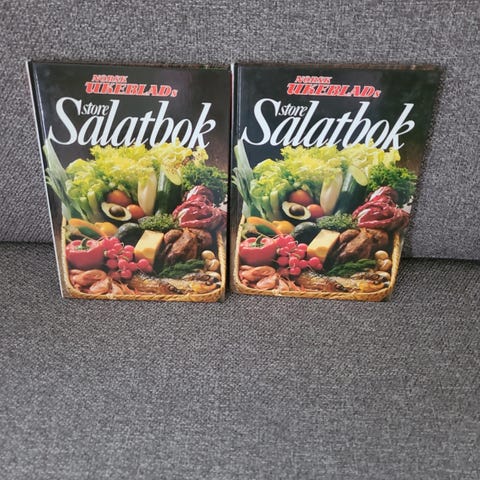 NORSK
UKEBLADs
store
Salatbok
NORSK
UKEBLADs
store
Salatbok